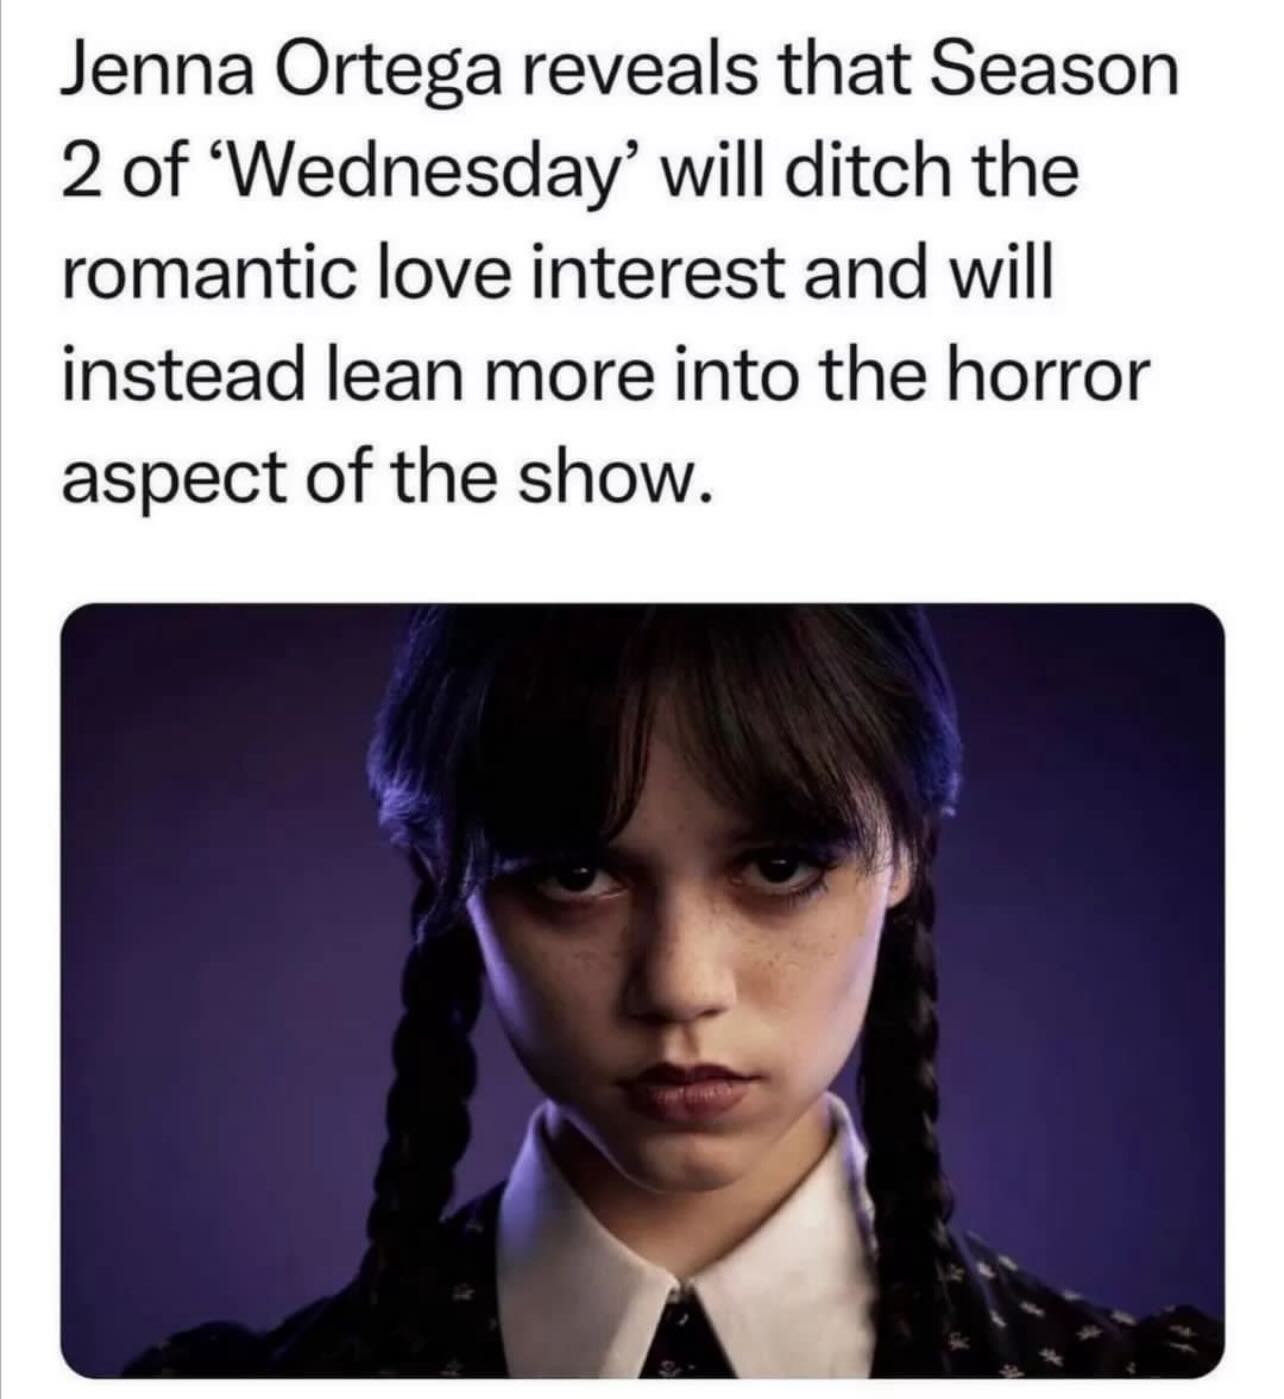 Jenna Ortega reveals that Season
2 of ‘Wednesday’ will ditch the
romantic love interest and will
instead lean more into the horror
aspect of the show.